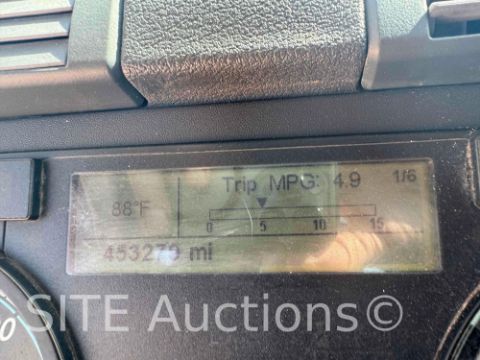 Trip MPG: 4.9 1/6
88°F
0 5 10 15
453279 mi
SITE Auctions©